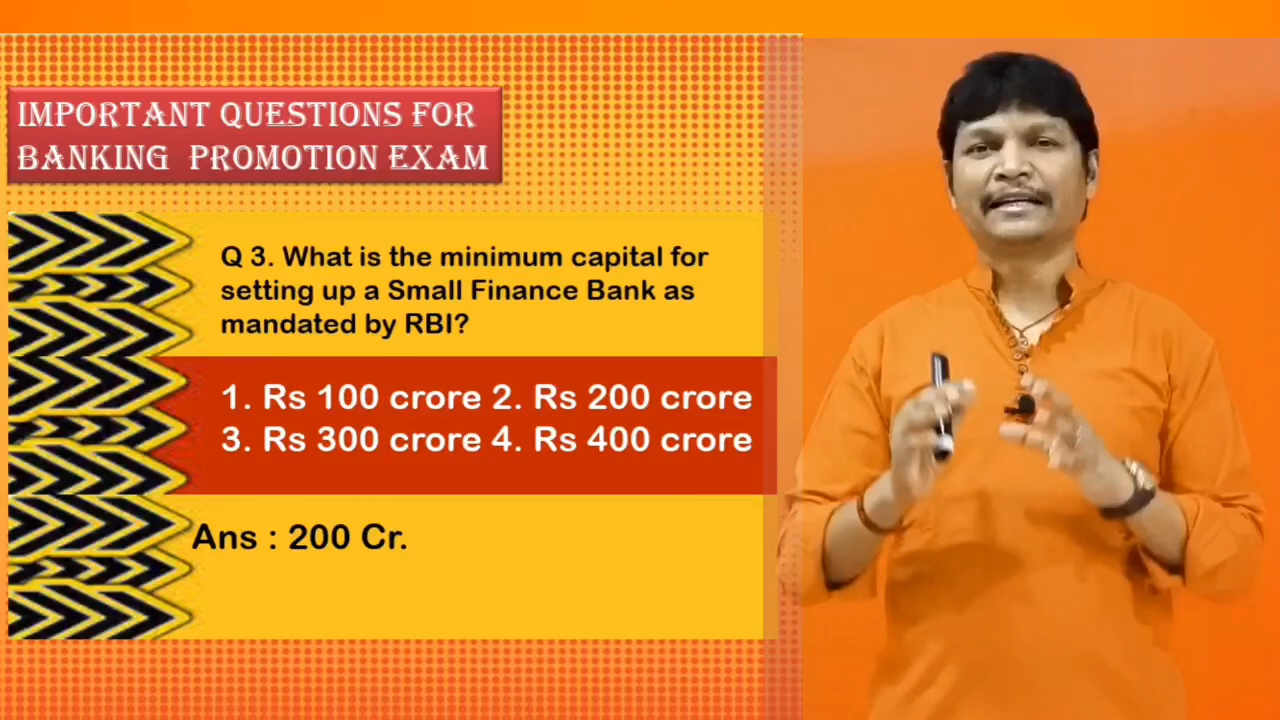 IMPORTANT QUESTIONS FOR
BANKING PROMOTION EXAM
Q 3. What is the minimum capital for
setting up a Small Finance Bank as
mandated by RBI?
1. Rs 100 crore 2. Rs 200 crore
3. Rs 300 crore 4. Rs 400 crore
Ans : 200 Cr.